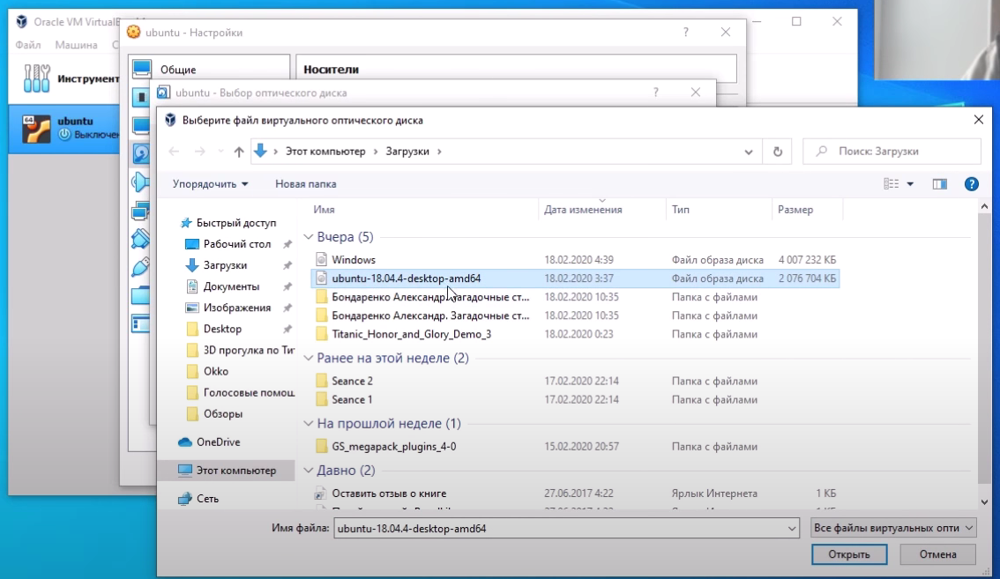 Oracle VM VirtualB
ubuntu - Настройки
?
Файл Машина С
Инструмент
Общие
Носители
ubuntu - Выбор оптического диска
?
64
ubuntu
Выключен
Выберите файл виртуального оптического диска
Этот компьютер › Загрузки ›
Поиск: Загрузки
Упорядочить Новая папка
?
Имя Дата изменения Тип Размер
Быстрый доступ
Рабочий стол
Загрузки
Документы
Изображения
Desktop
3D прогулка по Ти
Okko
Голосовые помощ
Обзоры
OneDrive
Этот компьютер
Сеть
Вчера (5)
Windows 18.02.2020 4:39 Файл образа диска 4 007 232 КБ
ubuntu-18.04.4-desktop-amd64 18.02.2020 3:37 Файл образа диска 2 076 704 КБ
Бондаренко Александр. Загадочные ст... 18.02.2020 10:35 Папка с файлами
Бондаренко Александр. Загадочные ст... 18.02.2020 10:35 Папка с файлами
Titanic_Honor_and_Glory_Demo_3 18.02.2020 0:23 Папка с файлами
Ранее на этой неделе (2)
Seance 2 17.02.2020 22:14 Папка с файлами
Seance 1 17.02.2020 22:14 Папка с файлами
На прошлой неделе (1)
GS_megapack_plugins_4-0 15.02.2020 20:57 Папка с файлами
Давно (2)
Оставить отзыв о книге 27.06.2017 4:22 Ярлык Интернета 1 КБ
Имя файла: ubuntu-18.04.4-desktop-amd64
Все файлы виртуальных опти
Открыть Отмена